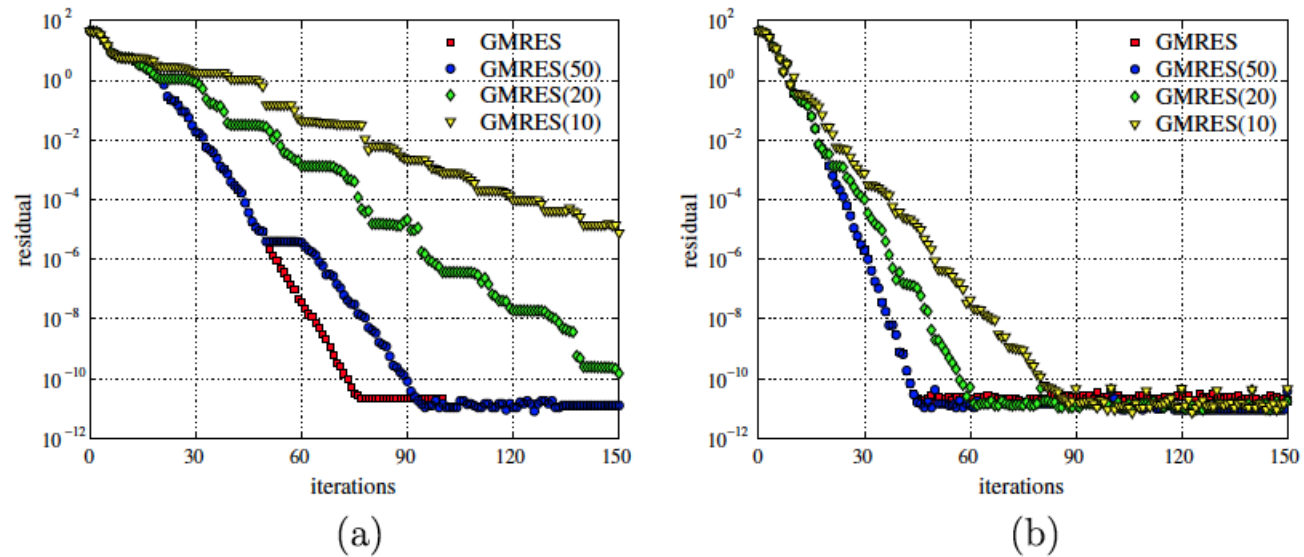 10^2
10^0
10^-2
10^-4
10^-6
10^-8
10^-10
10^-12
residual
GMRES
GMRES(50)
GMRES(20)
GMRES(10)
0 30 60 90 120 150
iterations
(a)
10^2
10^0
10^-2
10^-4
10^-6
10^-8
10^-10
10^-12
residual
GMRES
GMRES(50)
GMRES(20)
GMRES(10)
0 30 60 90 120 150
iterations
(b)